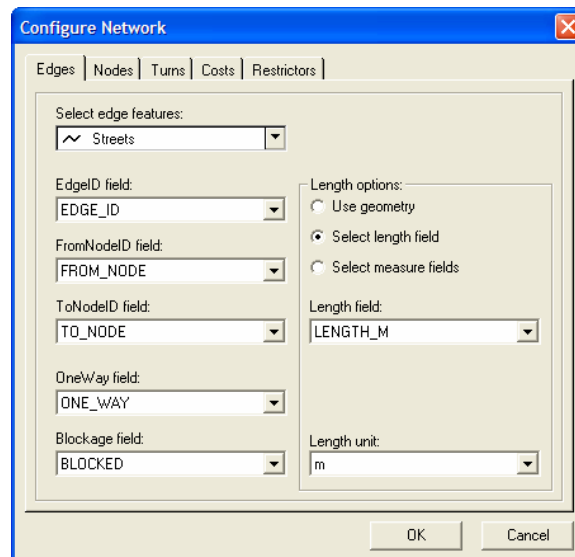 Configure Network
Edges Nodes Turns Costs Restrictors
Select edge features:
Streets
EdgeID field:
EDGE_ID
FromNodeID field:
FROM_NODE
ToNodeID field:
TO_NODE
OneWay field:
ONE_WAY
Blockage field:
BLOCKED
Length options:
Use geometry
Select length field
Select measure fields
Length field:
LENGTH_M
Length unit:
m
OK Cancel